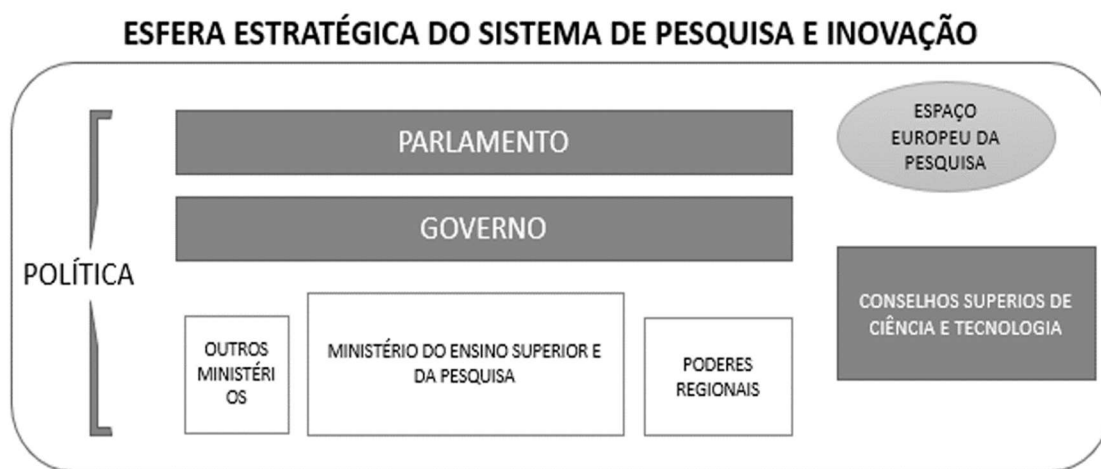 ESFERA ESTRATÉGICA DO SISTEMA DE PESQUISA E INOVAÇÃO
POLÍTICA
PARLAMENTO
GOVERNO
OUTROS
MINISTÉRI
OS
MINISTÉRIO DO ENSINO SUPERIOR E
DA PESQUISA
PODERES
REGIONAIS
ESPAÇO
EUROPEU DA
PESQUISA
CONSELHOS SUPERIOS DE
CIÊNCIA E TECNOLOGIA